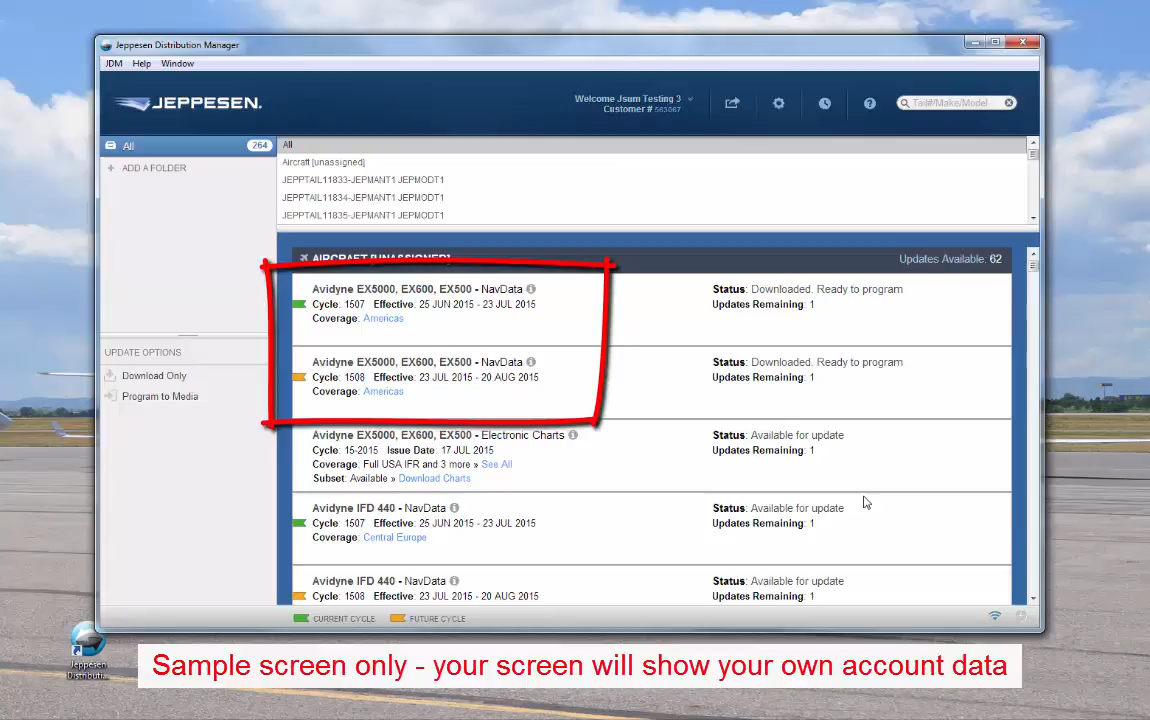 Jeppesen Distribution Manager
JDM Help Window
JEPPESEN.
Welcome Jsum Testing 3
Customer # 563067
Tail#/Make/Model
All 264
ADD A FOLDER
All
Aircraft [unassigned]
JEPPTAIL11833-JEPMANT1 JEPMODT1
JEPPTAIL11834-JEPMANT1 JEPMODT1
JEPPTAIL11835-JEPMANT1 JEPMODT1
AIRCRAFT [UNASSIGNED] Updates Available: 62
Avidyne EX5000, EX600, EX500 - NavData Status: Downloaded. Ready to program
Cycle: 1507 Effective: 25 JUN 2015 - 23 JUL 2015 Updates Remaining: 1
Coverage: Americas
Avidyne EX5000, EX600, EX500 - NavData Status: Downloaded. Ready to program
Cycle: 1508 Effective: 23 JUL 2015 - 20 AUG 2015 Updates Remaining: 1
Coverage: Americas
Avidyne EX5000, EX600, EX500 - Electronic Charts Status: Available for update
Cycle: 15-2015 Issue Date: 17 JUL 2015 Updates Remaining: 1
Coverage: Full USA IFR and 3 more » See All
Subset: Available » Download Charts
Avidyne IFD 440 - NavData Status: Available for update
Cycle: 1507 Effective: 25 JUN 2015 - 23 JUL 2015 Updates Remaining: 1
Coverage: Central Europe
Avidyne IFD 440 - NavData Status: Available for update
Cycle: 1508 Effective: 23 JUL 2015 - 20 AUG 2015 Updates Remaining: 1
UPDATE OPTIONS
Download Only
Program to Media
CURRENT CYCLE FUTURE CYCLE
Jeppesen
Distributi...
Sample screen only - your screen will show your own account data